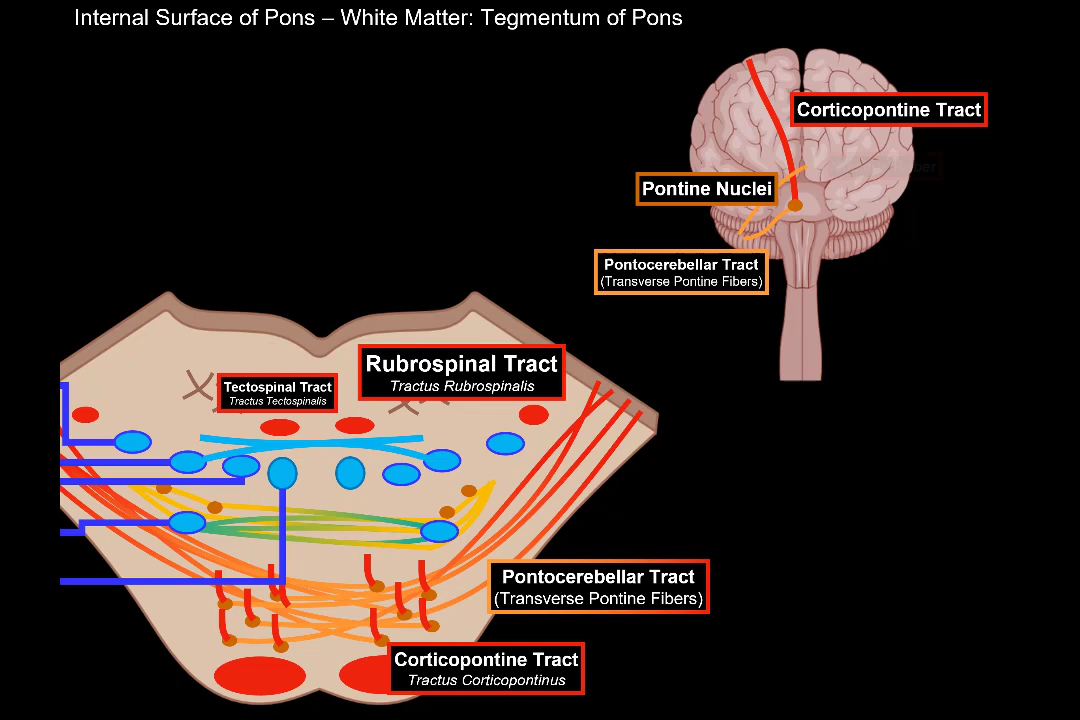 Internal Surface of Pons – White Matter: Tegmentum of Pons
Corticopontine Tract
Pontine Nuclei
Pontocerebellar Tract
(Transverse Pontine Fibers)
Rubrospinal Tract
Tractus Rubrospinalis
Tectospinal Tract
Tractus Tectospinalis
Pontocerebellar Tract
(Transverse Pontine Fibers)
Corticopontine Tract
Tractus Corticopontinus